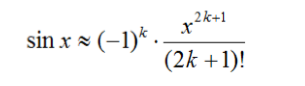 sin x ≈ (−1)^k · x^{2k+1} / (2k + 1)!